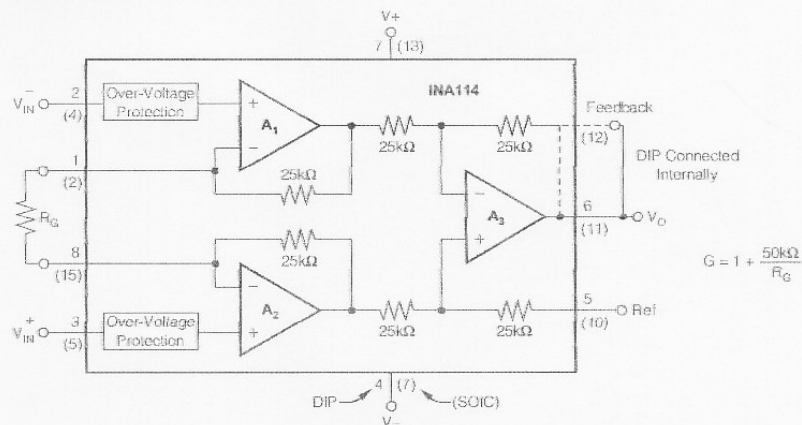 V+
7 (13)
INA114
2
V⁻IN
(4)
Over-Voltage
Protection
+
A1
−
25kΩ
25kΩ
25kΩ
Feedback
(12)
DIP Connected
Internally
1
(2)
RG
8
(15)
25kΩ
−
A3
+
6
(11)
VO
G = 1 + 50kΩ
RG
−
A2
+
3
V⁺IN
(5)
Over-Voltage
Protection
25kΩ
25kΩ
5
(10)
Ref
DIP
4 (7)
(SOIC)
V−